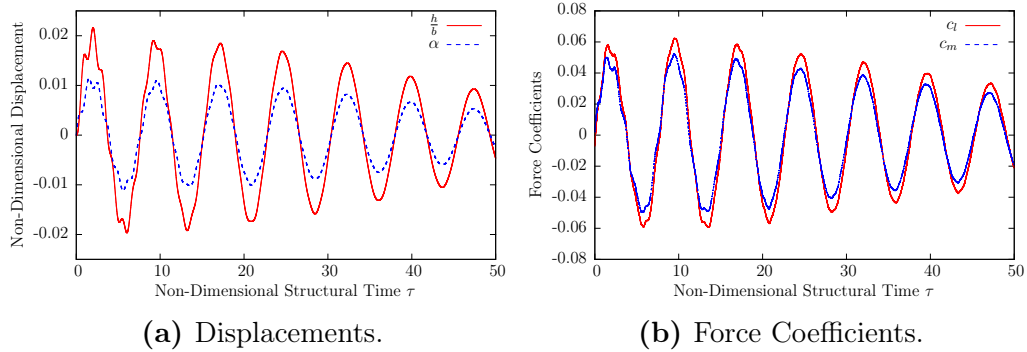 Non-Dimensional Displacement
0.02
0.01
0
-0.01
-0.02
h/b
α
0 10 20 30 40 50
Non-Dimensional Structural Time τ
(a) Displacements.
Force Coefficients
0.08
0.06
0.04
0.02
0
-0.02
-0.04
-0.06
-0.08
c_l
c_m
0 10 20 30 40 50
Non-Dimensional Structural Time τ
(b) Force Coefficients.